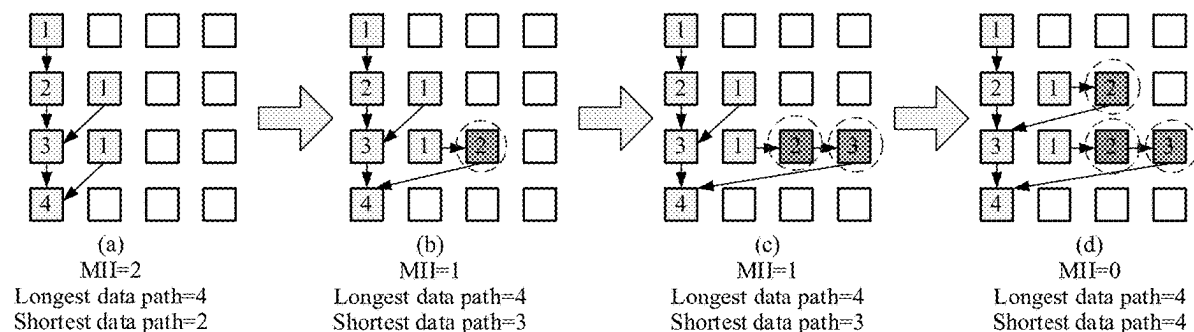 1 1 1 1
2 1 2 1 2 1 2 1 2
3 1 3 1 2 3 1 2 3 3 1 2 3
4 4 4 4
(a) (b) (c) (d)
MII=2 MII=1 MII=1 MII=0
Longest data path=4 Longest data path=4 Longest data path=4 Longest data path=4
Shortest data path=2 Shortest data path=3 Shortest data path=3 Shortest data path=4